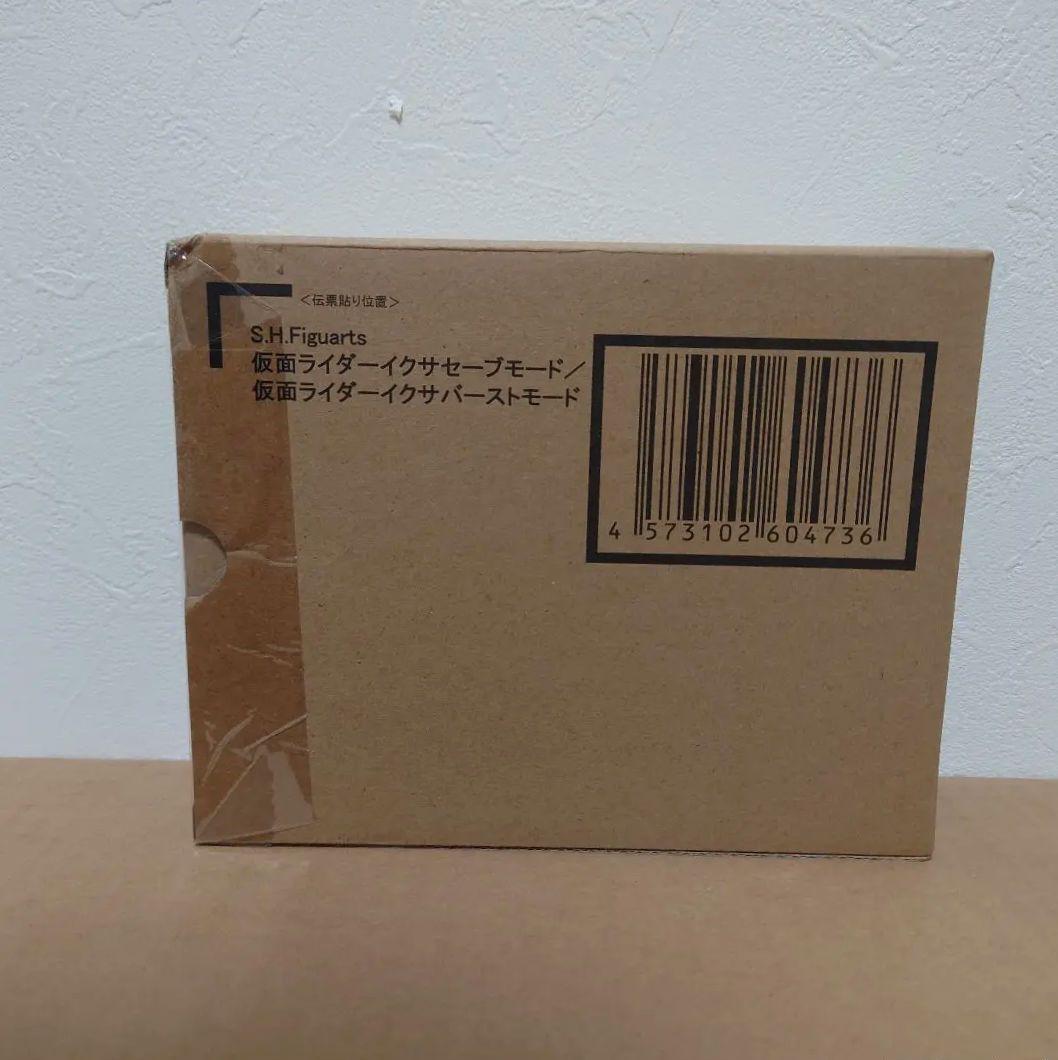 <伝票貼り位置>
S.H.Figuarts
仮面ライダーイクサセーブモード/
仮面ライダーイクサバーストモード
4 573102 604736